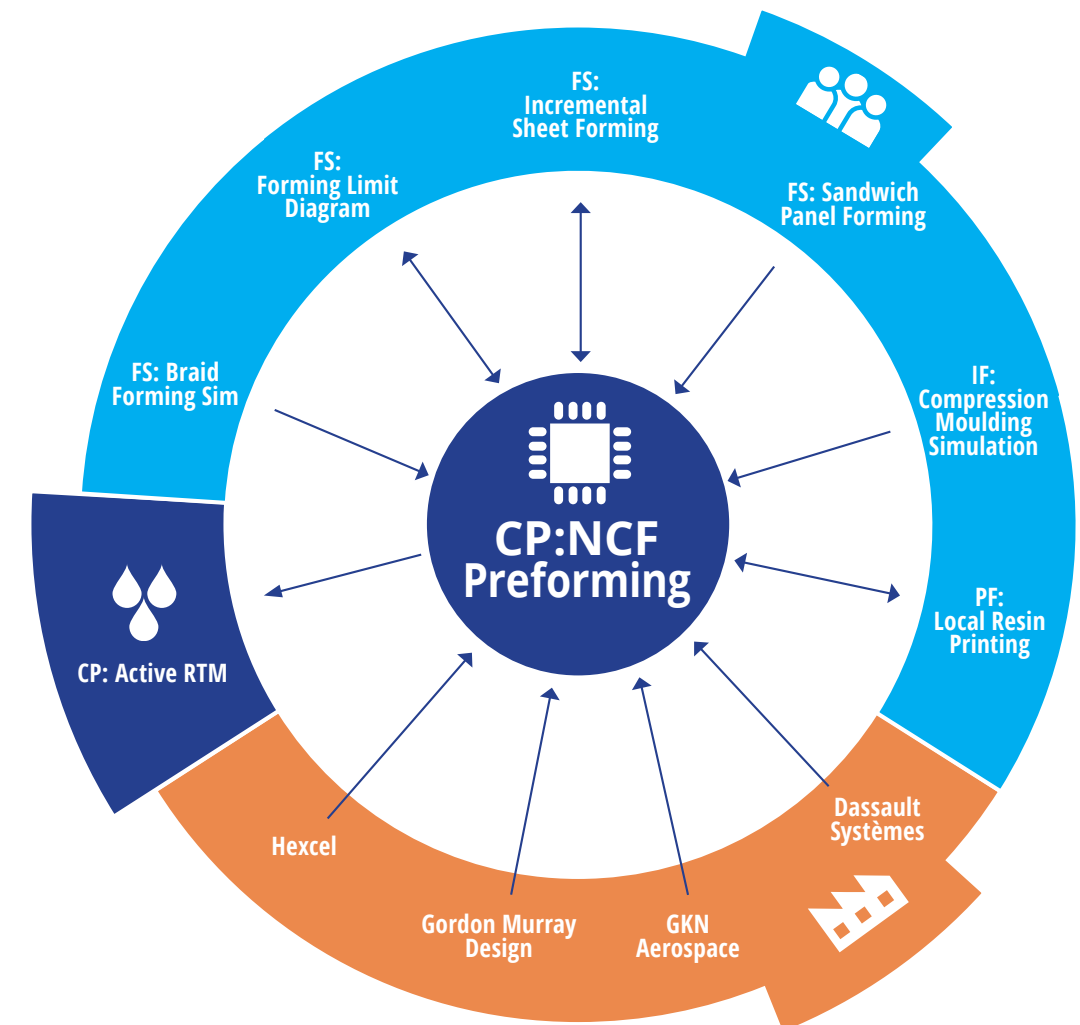 FS:
Incremental
Sheet Forming
FS:
Forming Limit
Diagram
FS: Sandwich
Panel Forming
FS: Braid
Forming Sim
IF:
Compression
Moulding
Simulation
CP:NCF
Preforming
PF:
Local Resin
Printing
CP: Active RTM
Hexcel
Dassault
Systèmes
Gordon Murray
Design
GKN
Aerospace